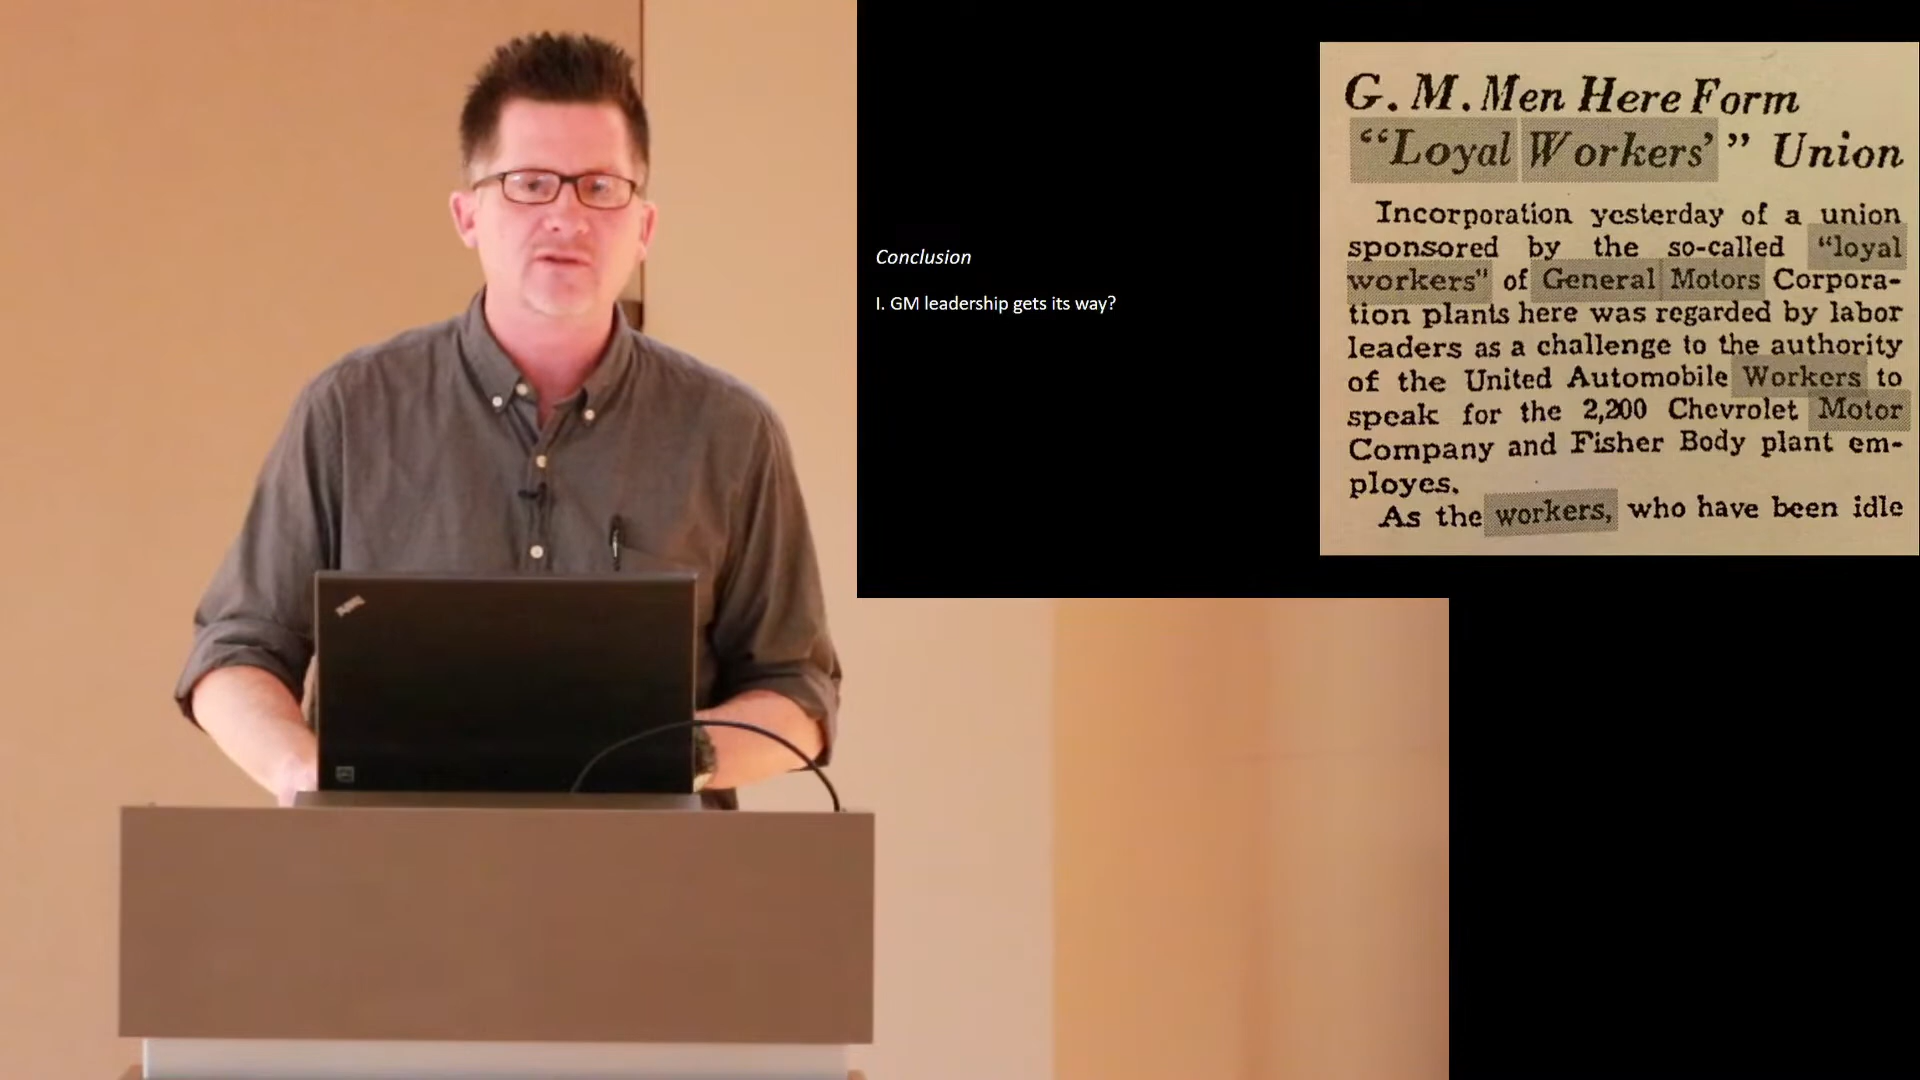 Conclusion
I. GM leadership gets its way?
G. M. Men Here Form
“Loyal Workers’” Union
Incorporation yesterday of a union
sponsored by the so-called “loyal
workers" of General Motors Corpora-
tion plants here was regarded by labor
leaders as a challenge to the authority
of the United Automobile Workers to
speak for the 2,200 Chevrolet Motor
Company and Fisher Body plant em-
ployes.
As the workers, who have been idle